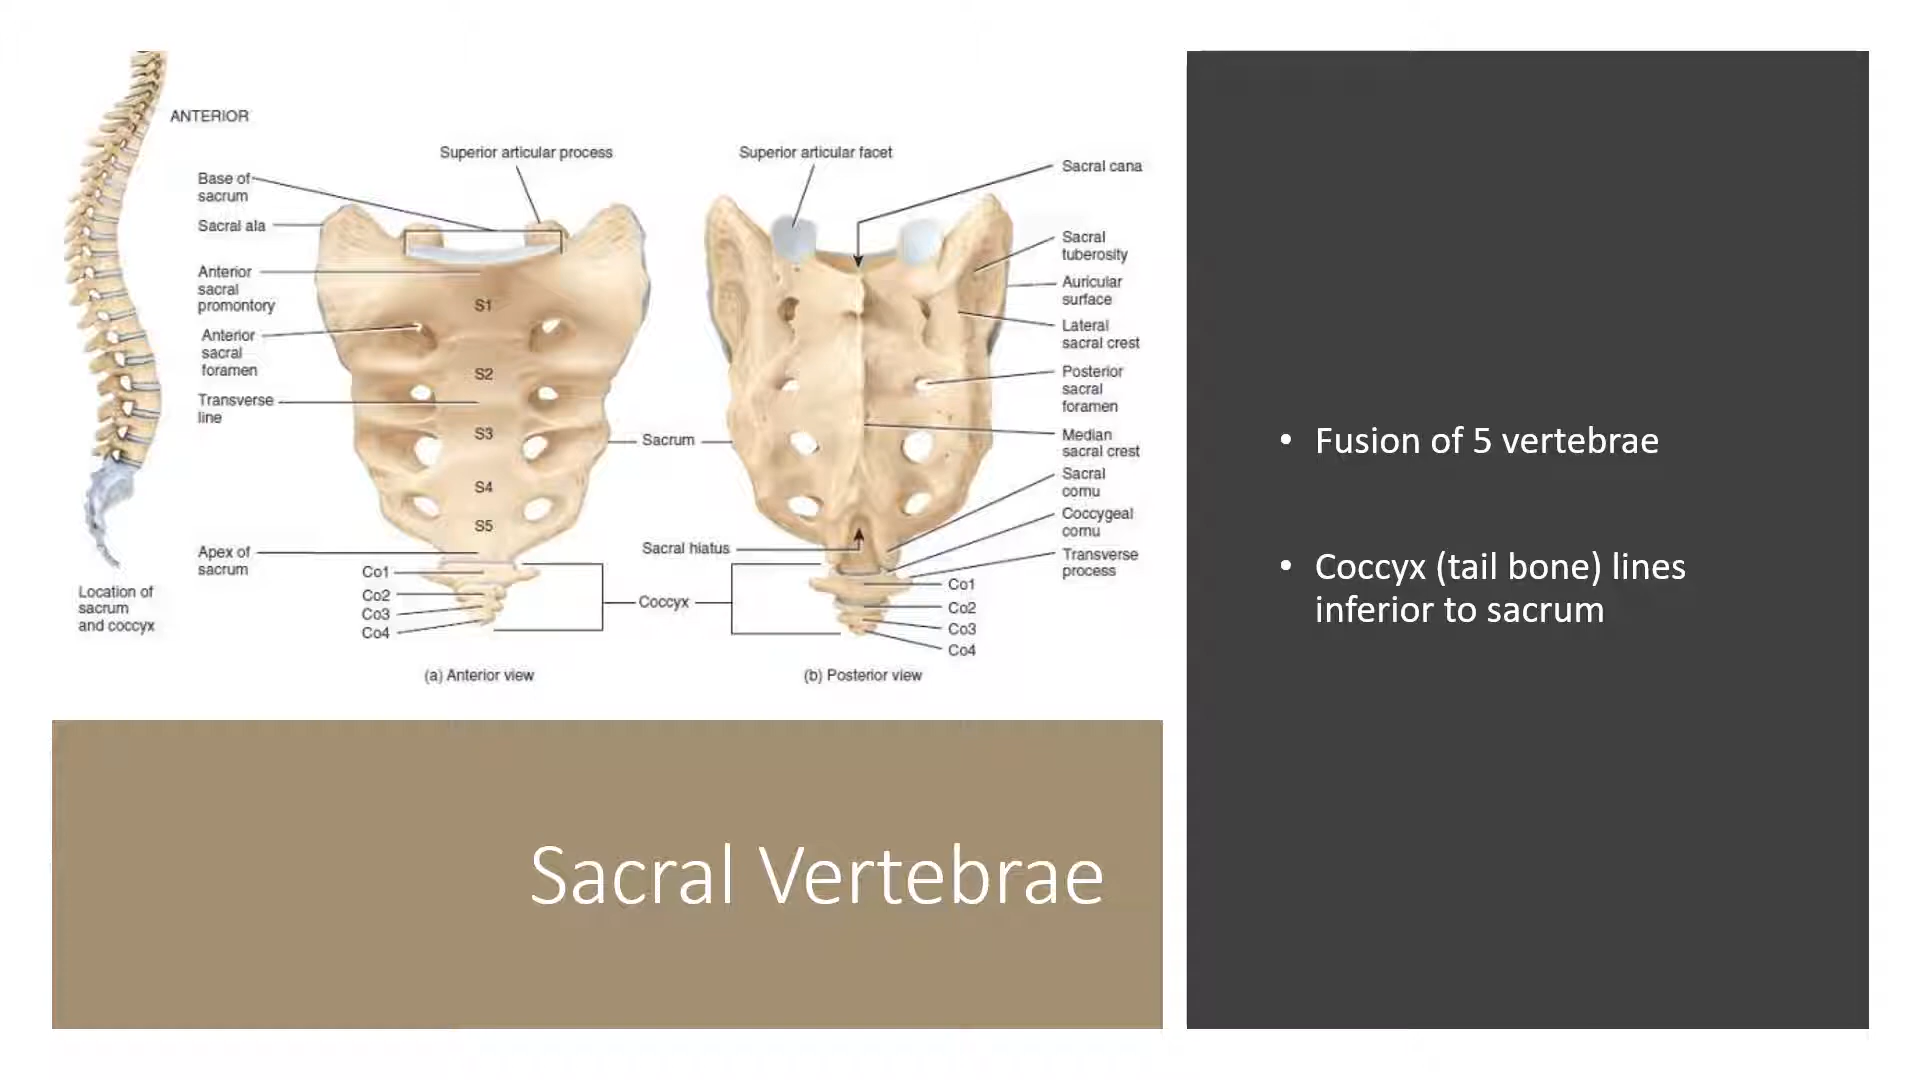 ANTERIOR
Location of
sacrum
and coccyx
Superior articular process
Base of
sacrum
Sacral ala
Anterior
sacral
promontory
Anterior
sacral
foramen
Transverse
line
Apex of
sacrum
S1
S2
S3
S4
S5
Co1
Co2
Co3
Co4
(a) Anterior view
Sacrum
Sacral hiatus
Coccyx
Superior articular facet
Sacral cana
Sacral
tuberosity
Auricular
surface
Lateral
sacral crest
Posterior
sacral
foramen
Median
sacral crest
Sacral
cornu
Coccygeal
cornu
Transverse
process
Co1
Co2
Co3
Co4
(b) Posterior view
Sacral Vertebrae
• Fusion of 5 vertebrae
• Coccyx (tail bone) lines
inferior to sacrum